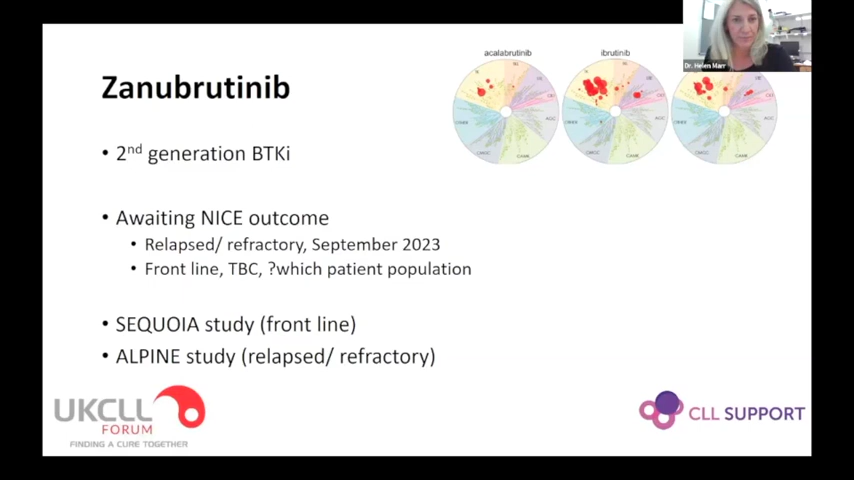 acalabrutinib
ibrutinib
Dr. Helen Marr
Zanubrutinib
• 2nd generation BTKi
• Awaiting NICE outcome
• Relapsed/ refractory, September 2023
• Front line, TBC, ?which patient population
• SEQUOIA study (front line)
• ALPINE study (relapsed/ refractory)
UKCLL
FORUM
FINDING A CURE TOGETHER
CLL SUPPORT